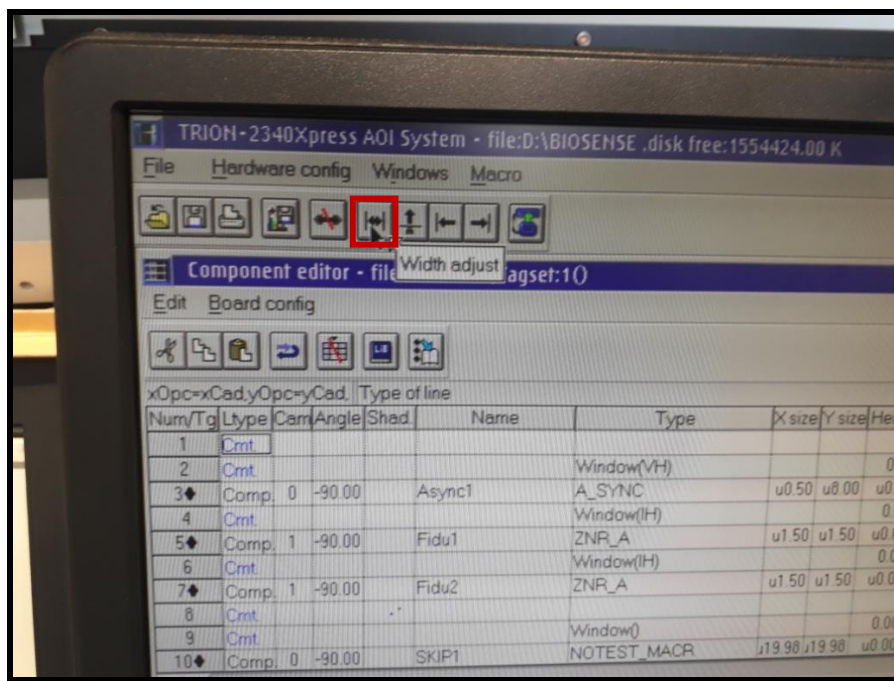 TRION-2340Xpress AOI System - file:D:\BIOSENSE .disk free:1554424.00 K
File Hardware config Windows Macro
Width adjust
Component editor - file agset:1()
Edit Board config
Lib
xOpc=xCad,yOpc=yCad, Type of line
Num/Tg Ltype Cam Angle Shad. Name Type X size Y size
1 Cmt.
2 Cmt. Window(VH)
3♦ Comp. 0 -90.00 Async1 A_SYNC u0.50 u8.00
4 Cmt. Window(IH)
5♦ Comp. 1 -90.00 Fidu1 ZNR_A u1.50 u1.50
6 Cmt. Window(IH)
7♦ Comp. 1 -90.00 Fidu2 ZNR_A u1.50 u1.50
8 Cmt.
9 Cmt. Window()
10♦ Comp. 0 -90.00 SKIP1 NOTEST_MACR 19.98 19.98